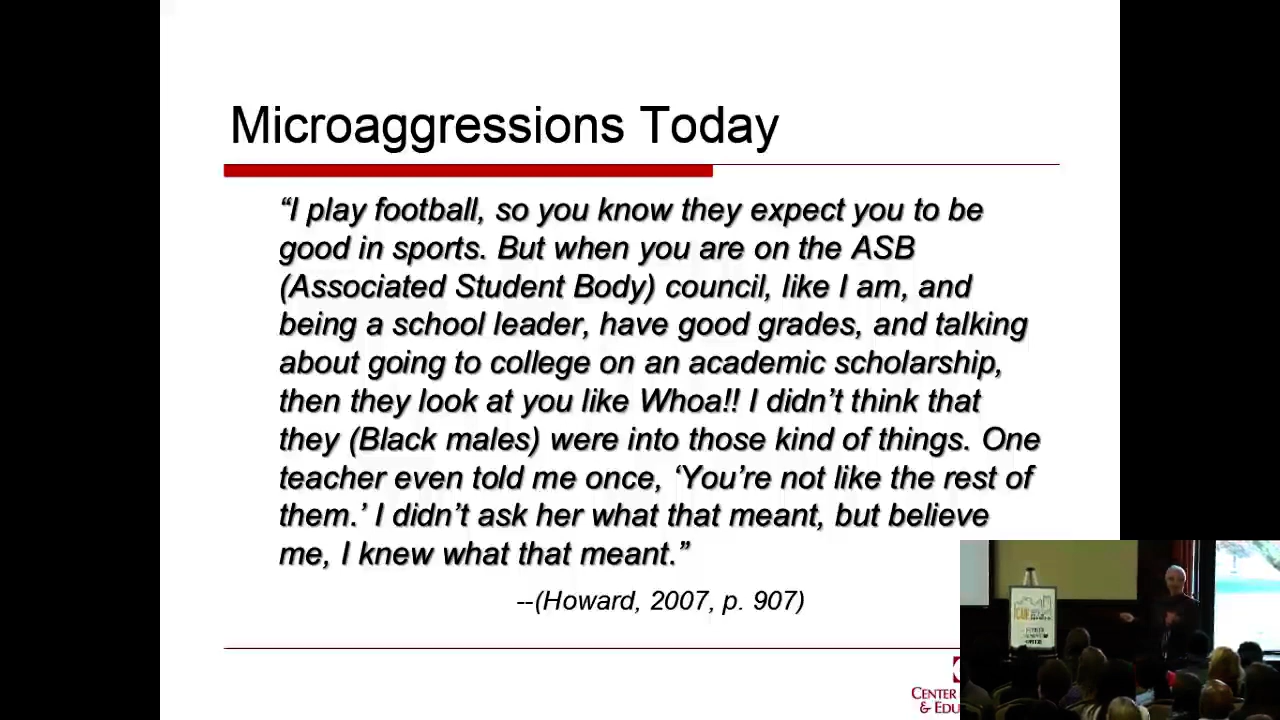 Microaggressions Today
“I play football, so you know they expect you to be
good in sports. But when you are on the ASB
(Associated Student Body) council, like I am, and
being a school leader, have good grades, and talking
about going to college on an academic scholarship,
then they look at you like Whoa!! I didn’t think that
they (Black males) were into those kind of things. One
teacher even told me once, ‘You’re not like the rest of
them.’ I didn’t ask her what that meant, but believe
me, I knew what that meant.”
--(Howard, 2007, p. 907)
CENTER
& EDU